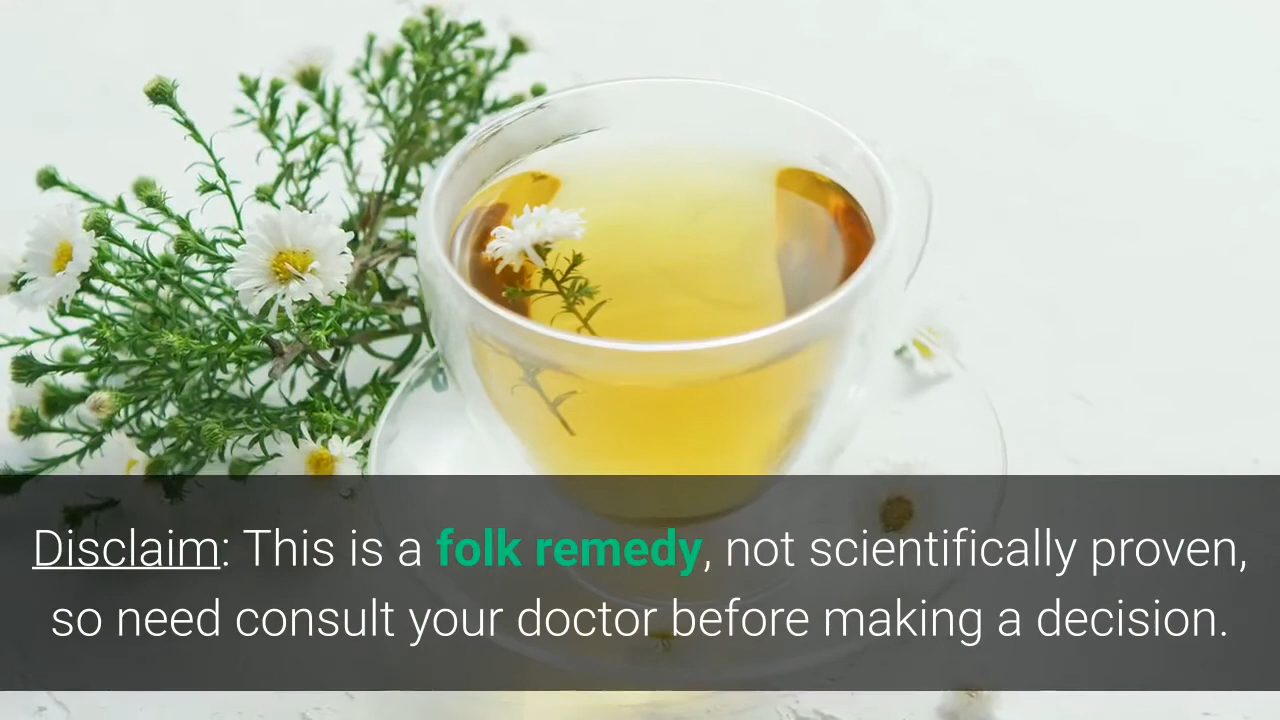 Disclaim: This is a folk remedy, not scientifically proven,
so need consult your doctor before making a decision.